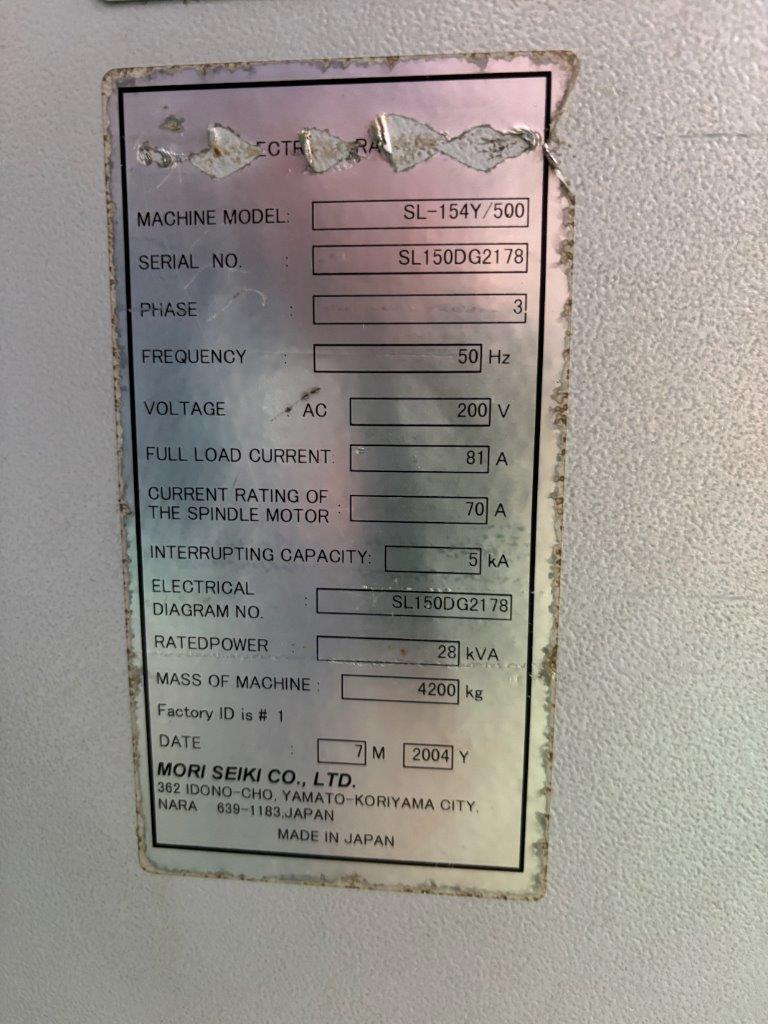 MACHINE MODEL: SL-154Y/500
SERIAL NO. : SL150DG2178
PHASE : 3
FREQUENCY : 50 Hz
VOLTAGE : AC 200 V
FULL LOAD CURRENT: 81 A
CURRENT RATING OF
THE SPINDLE MOTOR : 70 A
INTERRUPTING CAPACITY: 5 kA
ELECTRICAL
DIAGRAM NO. : SL150DG2178
RATEDPOWER : 28 kVA
MASS OF MACHINE : 4200 kg
Factory ID is # 1
DATE : 7 M 2004 Y
MORI SEIKI CO., LTD.
362 IDONO-CHO, YAMATO-KORIYAMA CITY,
NARA 639-1183,JAPAN
MADE IN JAPAN